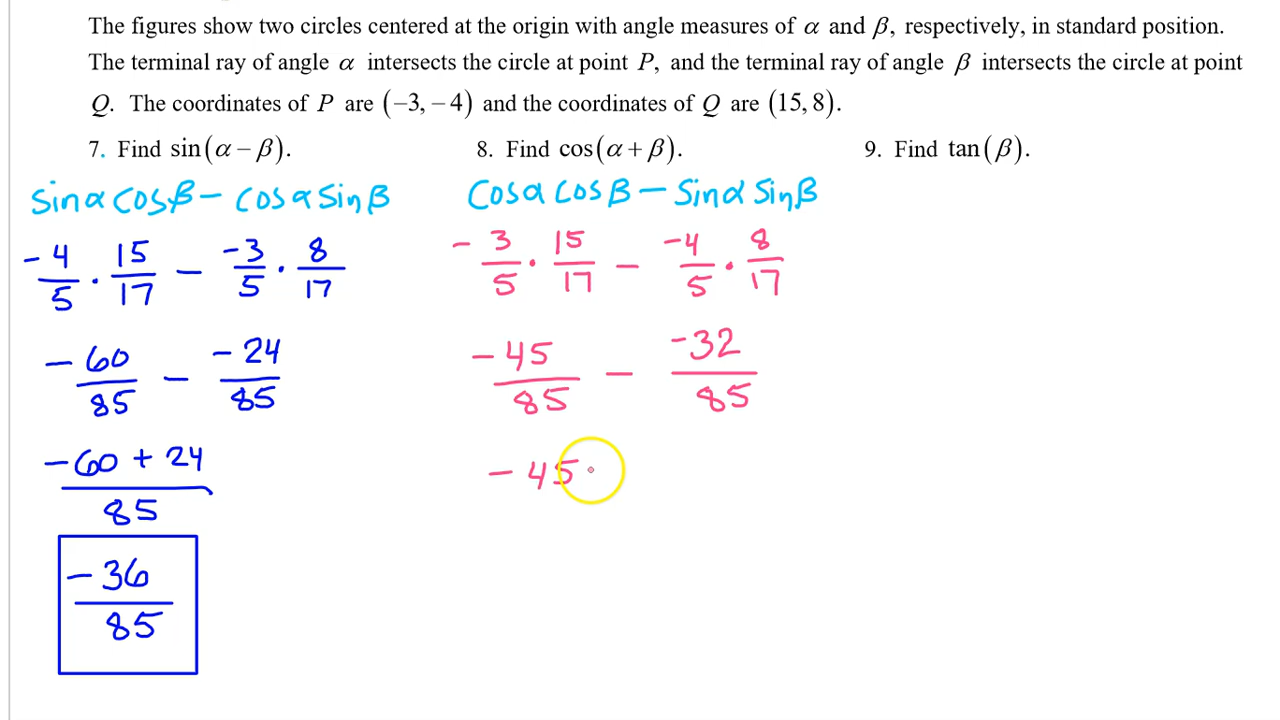 The figures show two circles centered at the origin with angle measures of α and β, respectively, in standard position.
The terminal ray of angle α intersects the circle at point P, and the terminal ray of angle β intersects the circle at point
Q. The coordinates of P are (−3, −4) and the coordinates of Q are (15, 8).
7. Find sin(α − β). 8. Find cos(α + β). 9. Find tan(β).
sinα cosβ − cosα sinβ
-4/5 · 15/17 − -3/5 · 8/17
-60/85 − -24/85
-60 + 24 / 85
-36/85
cosα cosβ − sinα sinβ
-3/5 · 15/17 − -4/5 · 8/17
-45/85 − -32/85
-45